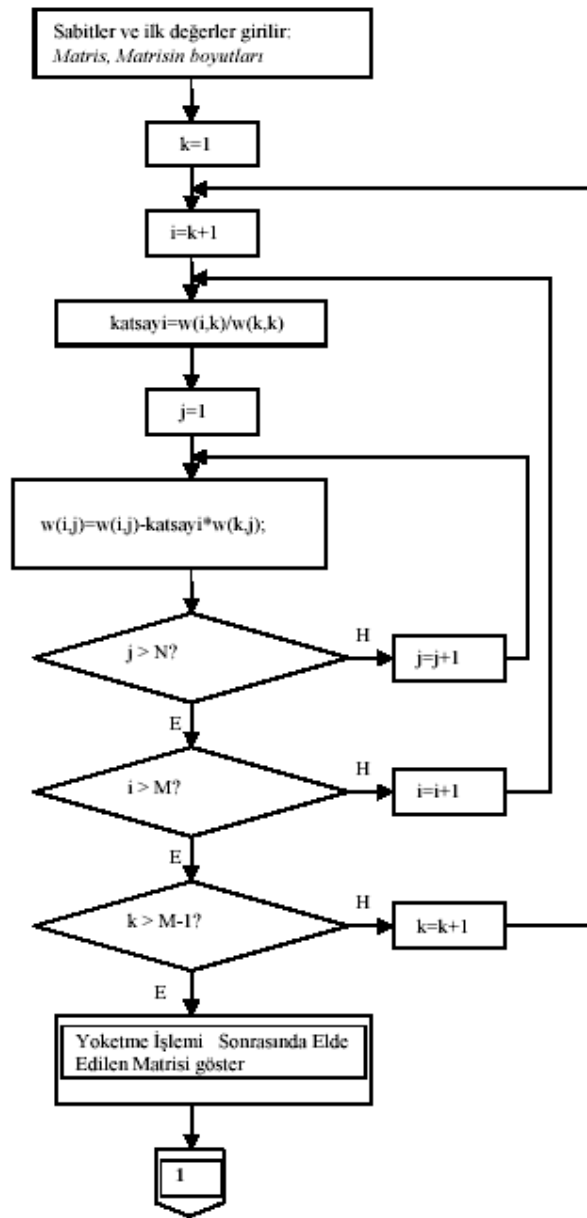 Sabitler ve ilk değerler girilir:
Matris, Matrisin boyutları
k=1
i=k+1
katsayi=w(i,k)/w(k,k)
j=1
w(i,j)=w(i,j)-katsayi*w(k,j);
j > N?
H
j=j+1
E
i > M?
H
i=i+1
E
k > M-1?
H
k=k+1
E
Yoketme İşlemi Sonrasında Elde
Edilen Matrisi göster
1